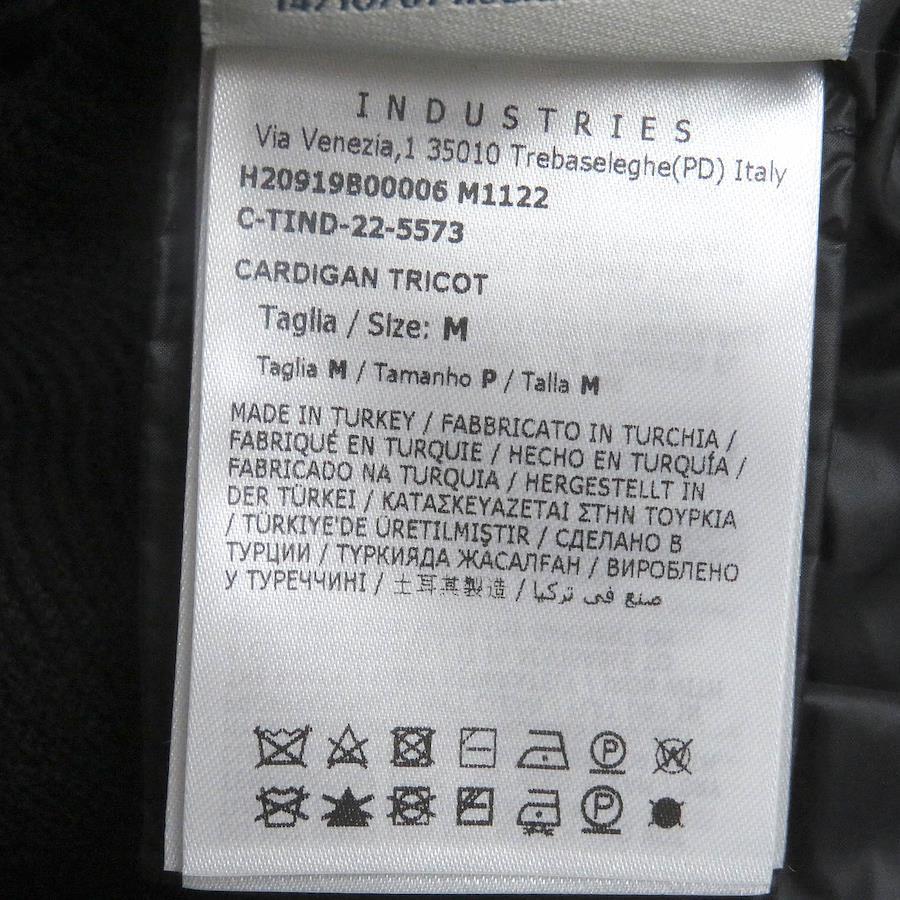 INDUSTRIES
Via Venezia,1 35010 Trebaseleghe(PD) Italy
H20919B00006 M1122
C-TIND-22-5573
CARDIGAN TRICOT
Taglia / Size: M
Taglia M / Tamanho P / Talla M
MADE IN TURKEY / FABBRICATO IN TURCHIA /
FABRIQUÉ EN TURQUIE / HECHO EN TURQUÍA /
FABRICADO NA TURQUIA / HERGESTELLT IN
DER TÜRKEI / ΚΑΤΑΣΚΕΥΑΖΕΤΑΙ ΣΤΗΝ ΤΟΥΡΚΙΑ
/ TÜRKİYE'DE ÜRETİLMİŞTİR / СДЕЛАНО В
ТУРЦИИ / ТҮРКИЯДА ЖАСАЛҒАН / ВИРОБЛЕНО
У ТУРЕЧЧИНІ / 土耳其製造 / صنع في تركيا
P W
P